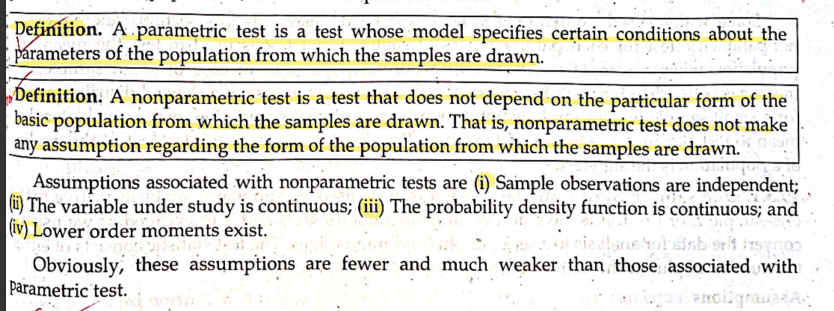 Definition. A parametric test is a test whose model specifies certain conditions about the
parameters of the population from which the samples are drawn.
Definition. A nonparametric test is a test that does not depend on the particular form of the
basic population from which the samples are drawn. That is, nonparametric test does not make
any assumption regarding the form of the population from which the samples are drawn.
Assumptions associated with nonparametric tests are (i) Sample observations are independent;
(ii) The variable under study is continuous; (iii) The probability density function is continuous; and
(iv) Lower order moments exist.
Obviously, these assumptions are fewer and much weaker than those associated with
parametric test.